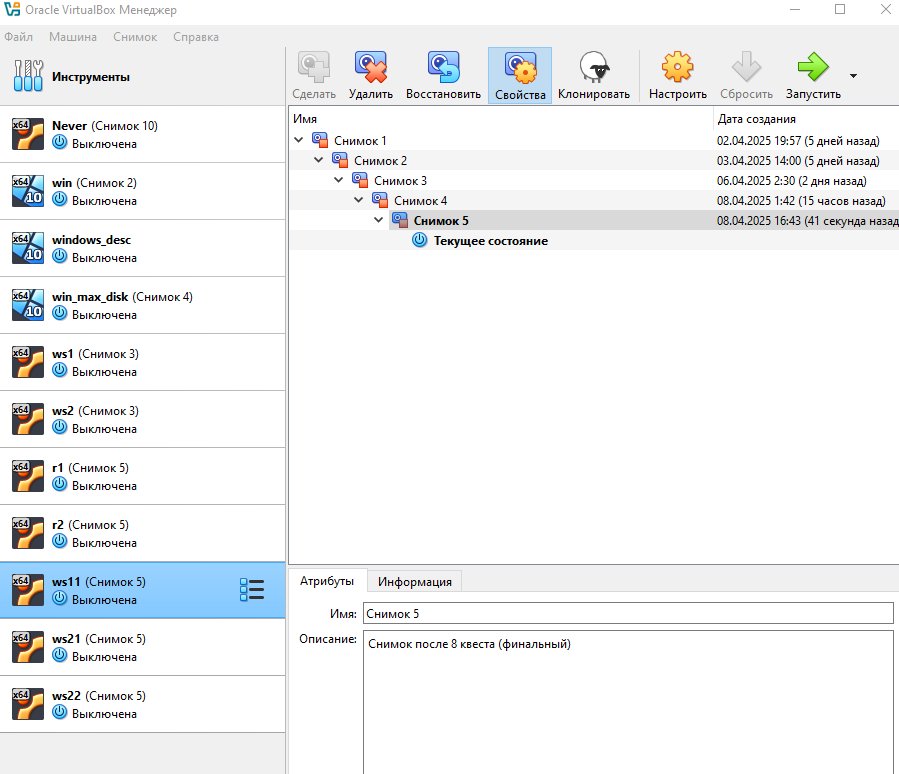 Oracle VirtualBox Менеджер
Файл Машина Снимок Справка
Инструменты
Сделать Удалить Восстановить Свойства Клонировать Настроить Сбросить Запустить
Имя Дата создания
Снимок 1 02.04.2025 19:57 (5 дней назад)
Снимок 2 03.04.2025 14:00 (5 дней назад)
Снимок 3 06.04.2025 2:30 (2 дня назад)
Снимок 4 08.04.2025 1:42 (15 часов назад)
Снимок 5 08.04.2025 16:43 (41 секунда назад
Текущее состояние
x64 Never (Снимок 10)
Выключена
x64 10 win (Снимок 2)
Выключена
x64 10 windows_desc
Выключена
x64 10 win_max_disk (Снимок 4)
Выключена
x64 ws1 (Снимок 3)
Выключена
x64 ws2 (Снимок 3)
Выключена
x64 r1 (Снимок 5)
Выключена
x64 r2 (Снимок 5)
Выключена
x64 ws11 (Снимок 5)
Выключена
x64 ws21 (Снимок 5)
Выключена
x64 ws22 (Снимок 5)
Выключена
Атрибуты Информация
Имя: Снимок 5
Описание: Снимок после 8 квеста (финальный)